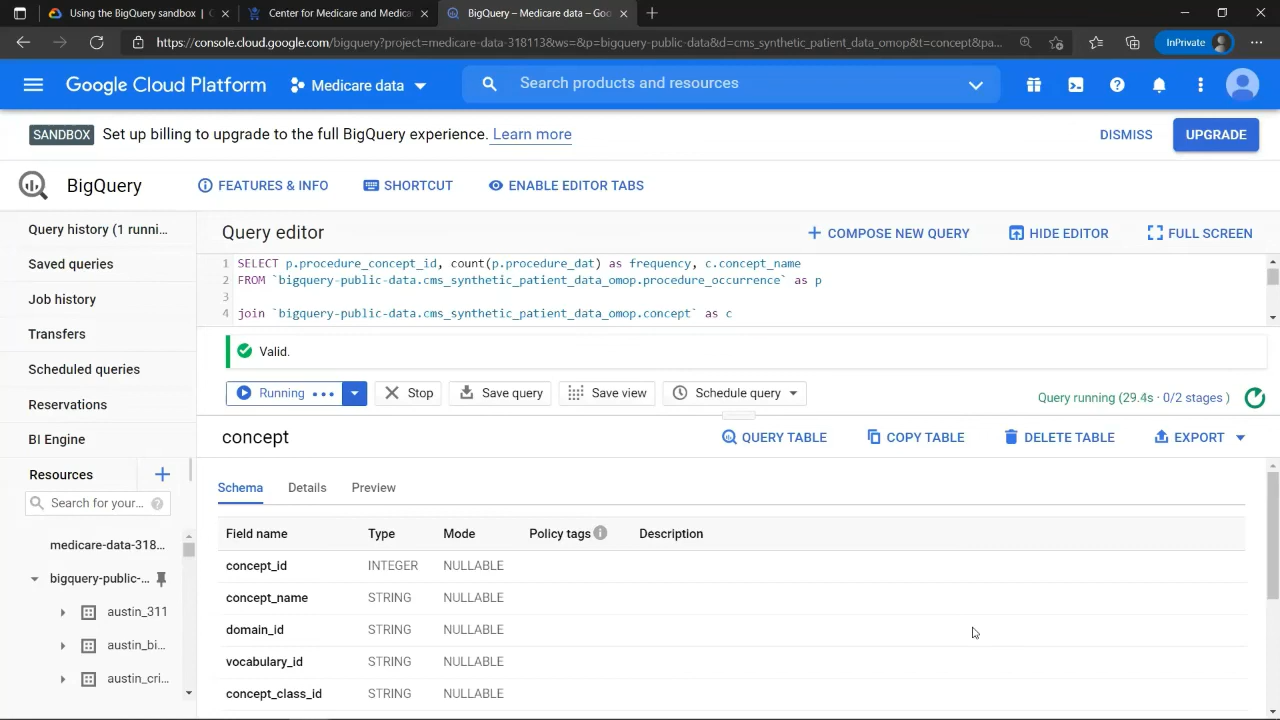 Using the BigQuery sandbox | G
Center for Medicare and Medica
BigQuery – Medicare data – Goo
https://console.cloud.google.com/bigquery?project=medicare-data-318113&ws=&p=bigquery-public-data&d=cms_synthetic_patient_data_omop&t=concept&pa...
InPrivate
Google Cloud Platform
Medicare data
Search products and resources
SANDBOX Set up billing to upgrade to the full BigQuery experience. Learn more
DISMISS
UPGRADE
BigQuery
FEATURES & INFO
SHORTCUT
ENABLE EDITOR TABS
Query history (1 runni...
Saved queries
Job history
Transfers
Scheduled queries
Reservations
BI Engine
Resources
Search for your...
medicare-data-318...
bigquery-public-...
austin_311
austin_bi...
austin_cri...
Query editor
COMPOSE NEW QUERY
HIDE EDITOR
FULL SCREEN
1 SELECT p.procedure_concept_id, count(p.procedure_dat) as frequency, c.concept_name
2 FROM `bigquery-public-data.cms_synthetic_patient_data_omop.procedure_occurrence` as p
3
4 join `bigquery-public-data.cms_synthetic_patient_data_omop.concept` as c
Valid.
Running
Stop
Save query
Save view
Schedule query
Query running (29.4s · 0/2 stages )
concept
QUERY TABLE
COPY TABLE
DELETE TABLE
EXPORT
Schema Details Preview
Field name Type Mode Policy tags Description
concept_id INTEGER NULLABLE
concept_name STRING NULLABLE
domain_id STRING NULLABLE
vocabulary_id STRING NULLABLE
concept_class_id STRING NULLABLE